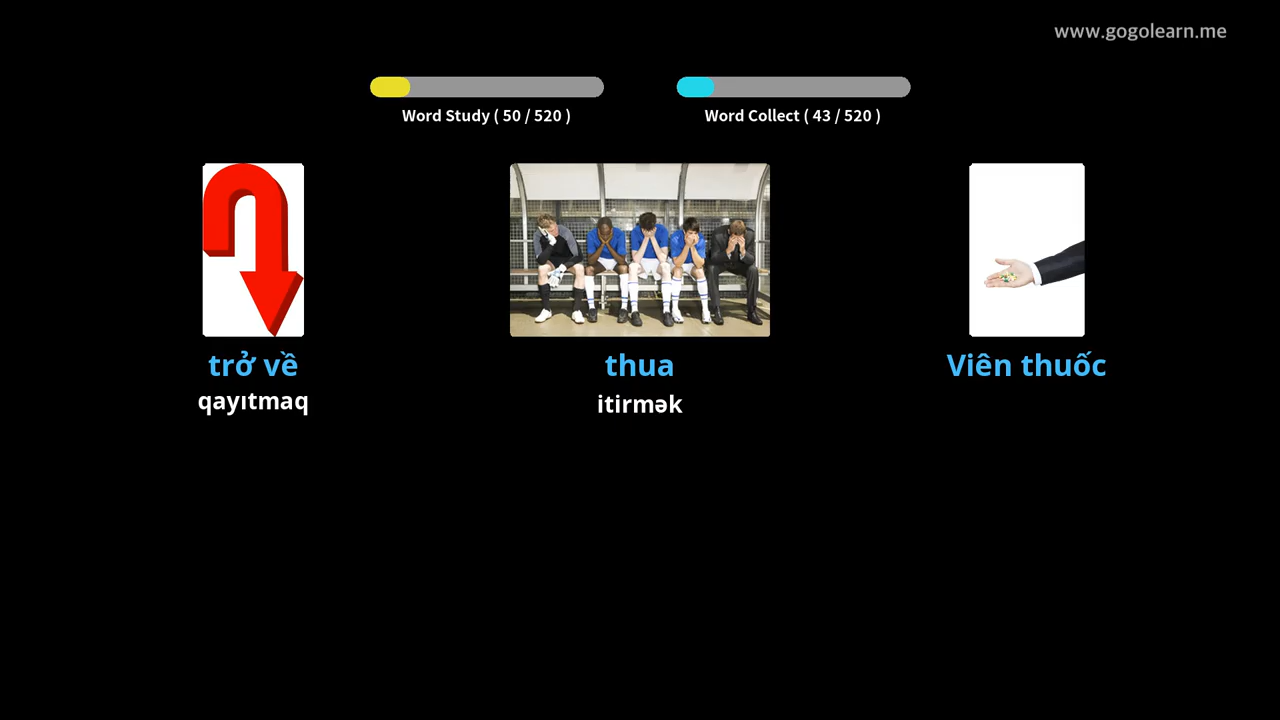 www.gogolearn.me
Word Study ( 50 / 520 )
Word Collect ( 43 / 520 )
trở về
qayıtmaq
thua
itirmək
Viên thuốc